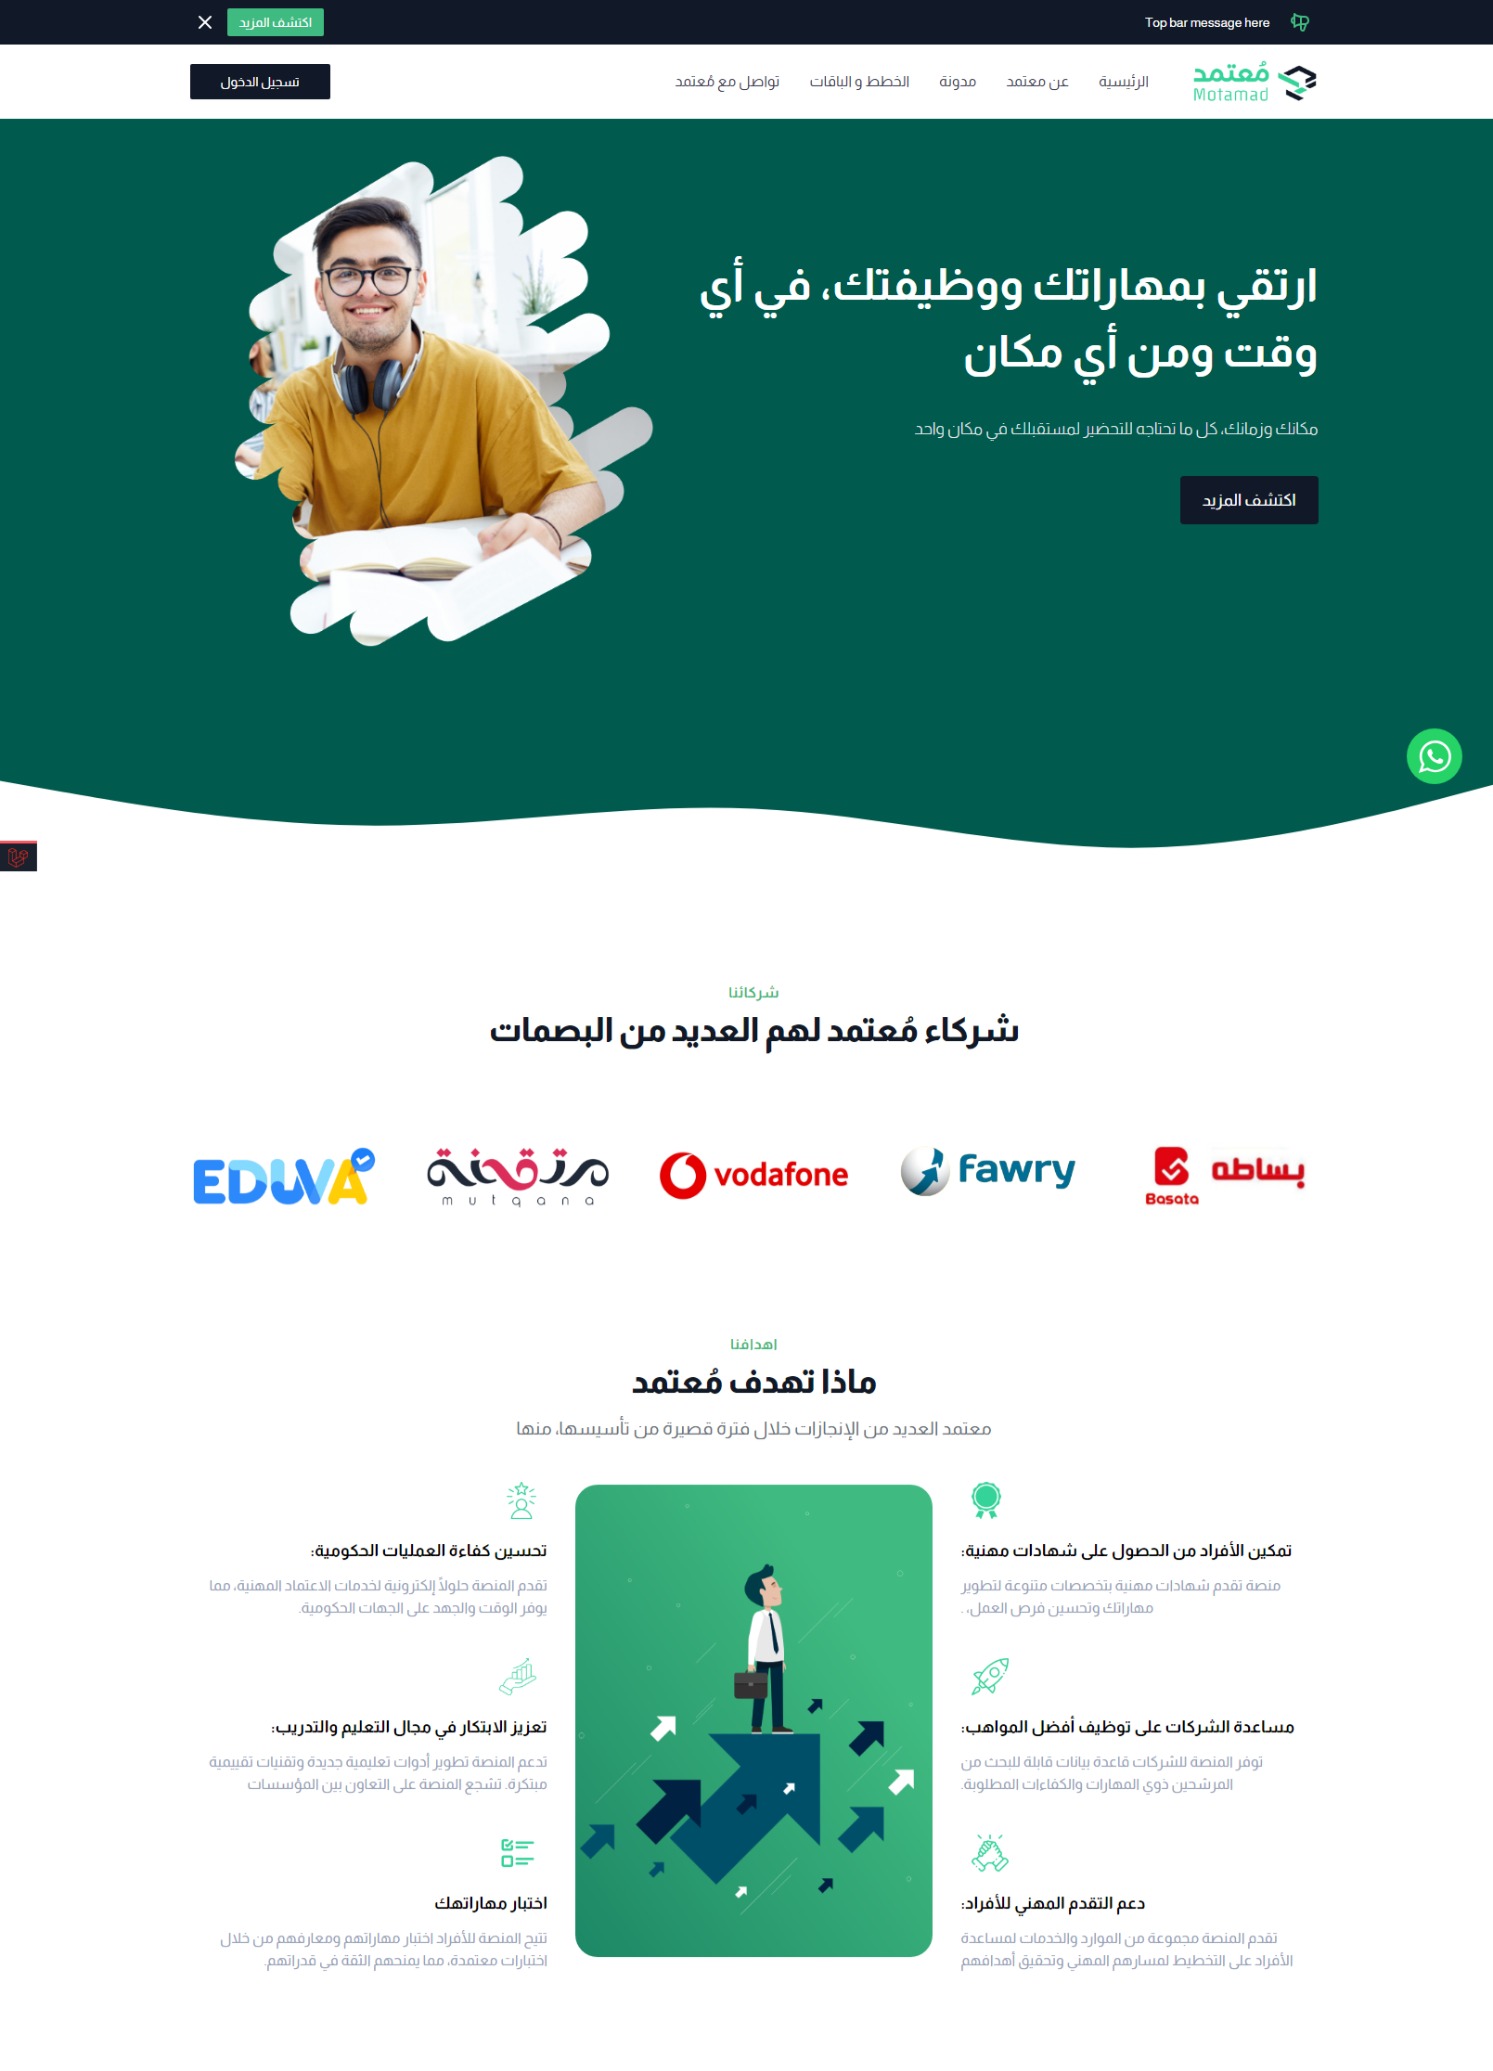 Top bar message here
اكتشف المزيد
مُعتمد
Motamad
الرئيسية
عن معتمد
مدونة
الخطط و الباقات
تواصل مع مُعتمد
تسجيل الدخول
ارتقي بمهاراتك ووظيفتك، في أي
وقت ومن أي مكان
مكانك وزمانك، كل ما تحتاجه للتحضير لمستقبلك في مكان واحد
اكتشف المزيد
شركائنا
شركاء مُعتمد لهم العديد من البصمات
بساطه
Basata
fawry
vodafone
متقنة
mutqana
EDUVA
اهدافنا
ماذا تهدف مُعتمد
معتمد العديد من الإنجازات خلال فترة قصيرة من تأسيسها، منها
تمكين الأفراد من الحصول على شهادات مهنية:
منصة تقدم شهادات مهنية بتخصصات متنوعة لتطوير
مهاراتك وتحسين فرص العمل، .
مساعدة الشركات على توظيف أفضل المواهب:
توفر المنصة للشركات قاعدة بيانات قابلة للبحث من
المرشحين ذوي المهارات والكفاءات المطلوبة.
دعم التقدم المهني للأفراد:
تقدم المنصة مجموعة من الموارد والخدمات لمساعدة
الأفراد على التخطيط لمسارهم المهني وتحقيق أهدافهم
تحسين كفاءة العمليات الحكومية:
تقدم المنصة حلولاً إلكترونية لخدمات الاعتماد المهنية، مما
يوفر الوقت والجهد على الجهات الحكومية.
تعزيز الابتكار في مجال التعليم والتدريب:
تدعم المنصة تطوير أدوات تعليمية جديدة وتقنيات تقييمية
مبتكرة. تشجع المنصة على التعاون بين المؤسسات
اختبار مهاراتهك
تتيح المنصة للأفراد اختبار مهاراتهم ومعارفهم من خلال
اختبارات معتمدة، مما يمنحهم الثقة في قدراتهم.